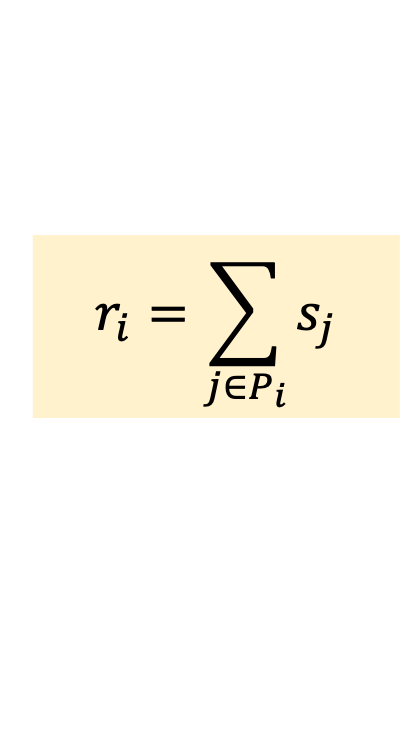 r_i = \sum_{j \in P_i} s_j